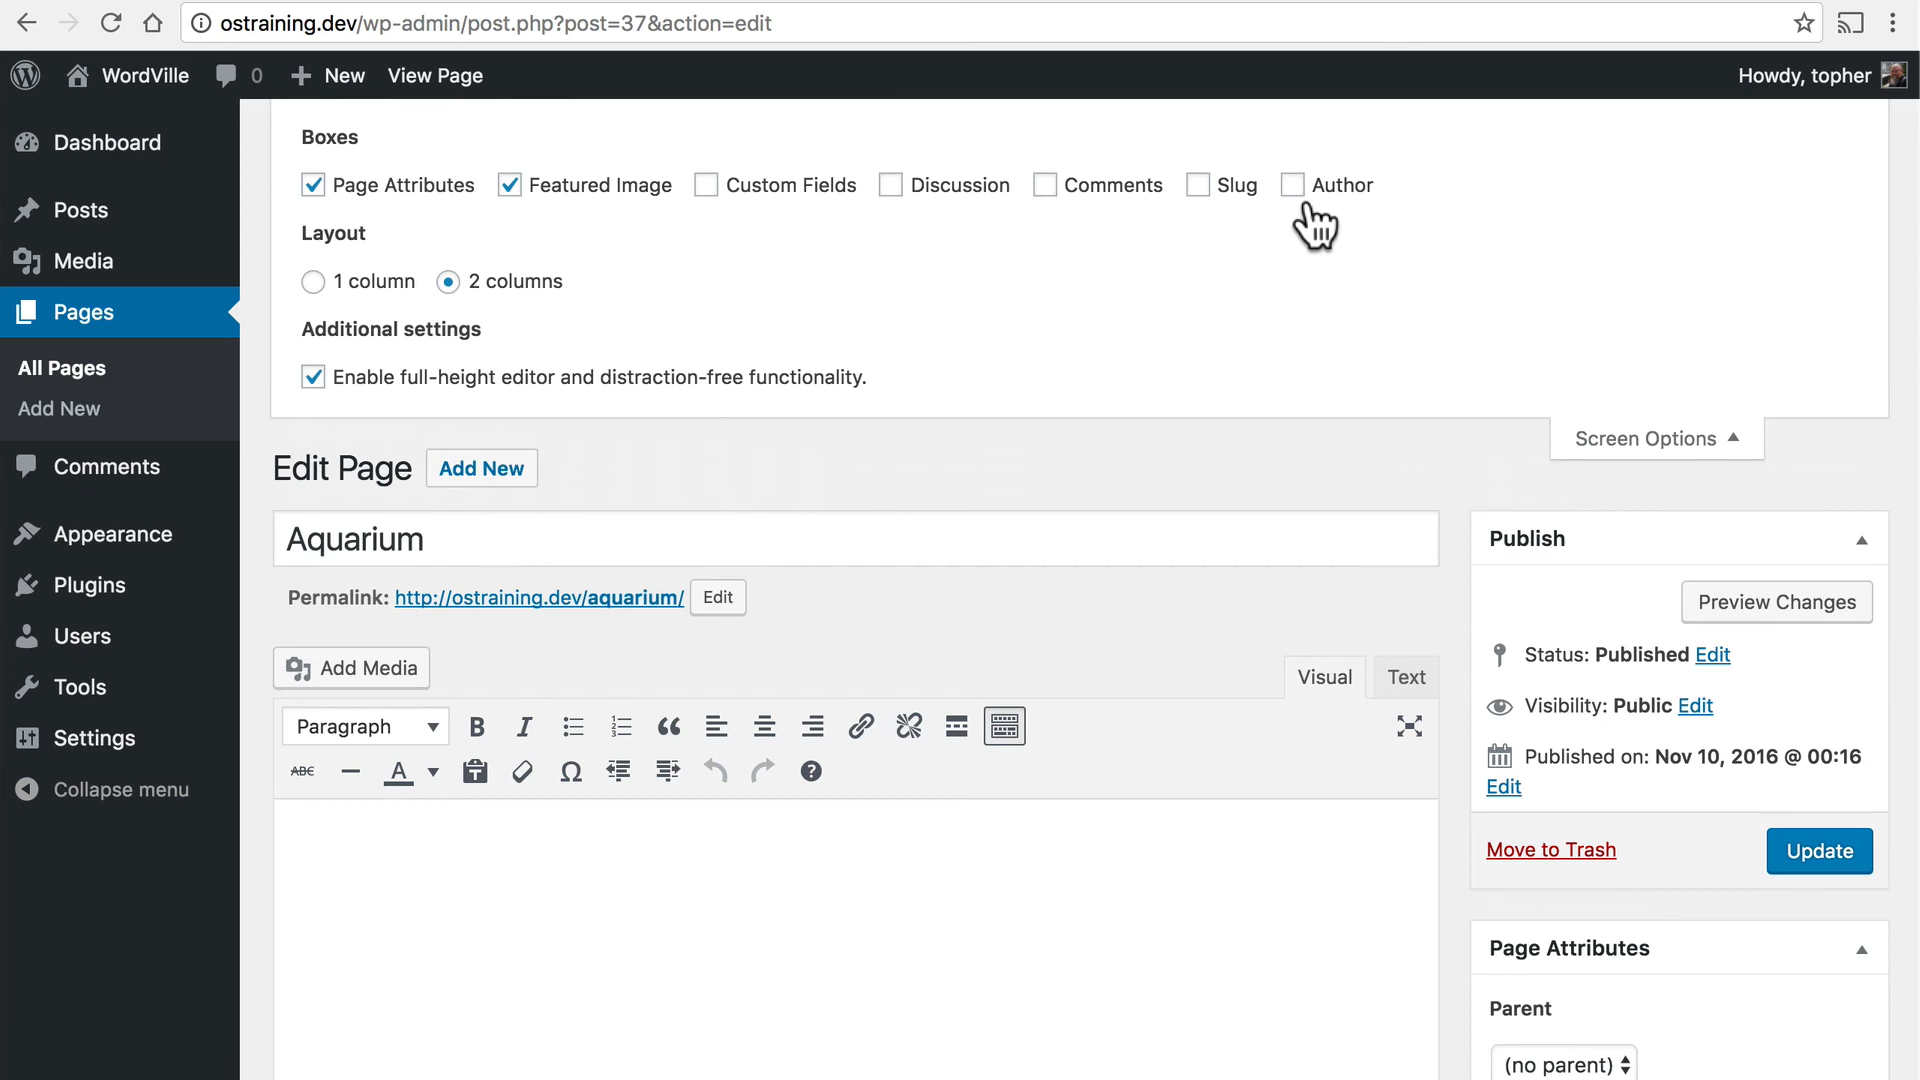 ostraining.dev/wp-admin/post.php?post=37&action=edit
WordVille 0 New View Page Howdy, topher
Dashboard
Posts
Media
Pages
All Pages
Add New
Comments
Appearance
Plugins
Users
Tools
Settings
Collapse menu
Boxes
Page Attributes Featured Image Custom Fields Discussion Comments Slug Author
Layout
1 column 2 columns
Additional settings
Enable full-height editor and distraction-free functionality.
Screen Options
Edit Page Add New
Aquarium
Permalink: http://ostraining.dev/aquarium/ Edit
Add Media
Visual Text
Paragraph
ABC
Publish
Preview Changes
Status: Published Edit
Visibility: Public Edit
Published on: Nov 10, 2016 @ 00:16
Edit
Move to Trash Update
Page Attributes
Parent
(no parent)